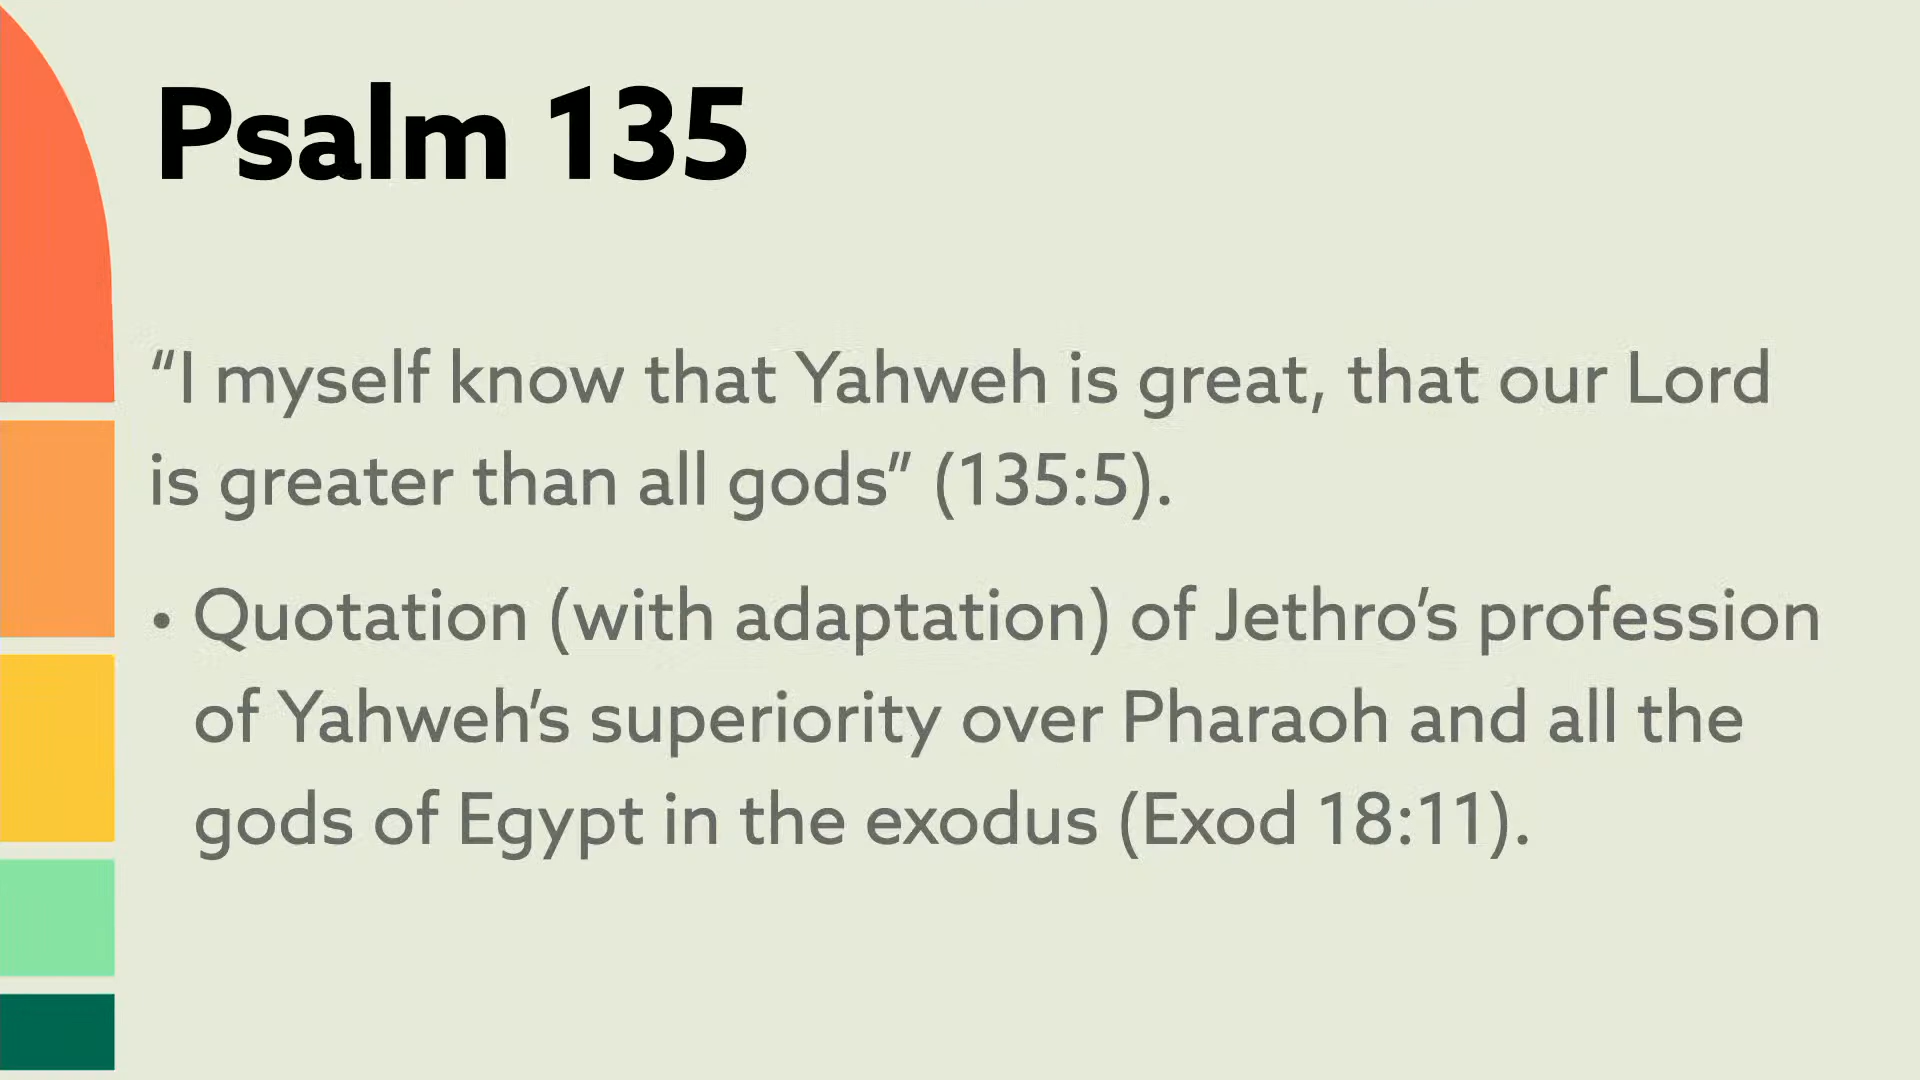 Psalm 135
“I myself know that Yahweh is great, that our Lord
is greater than all gods” (135:5).
• Quotation (with adaptation) of Jethro’s profession
of Yahweh’s superiority over Pharaoh and all the
gods of Egypt in the exodus (Exod 18:11).